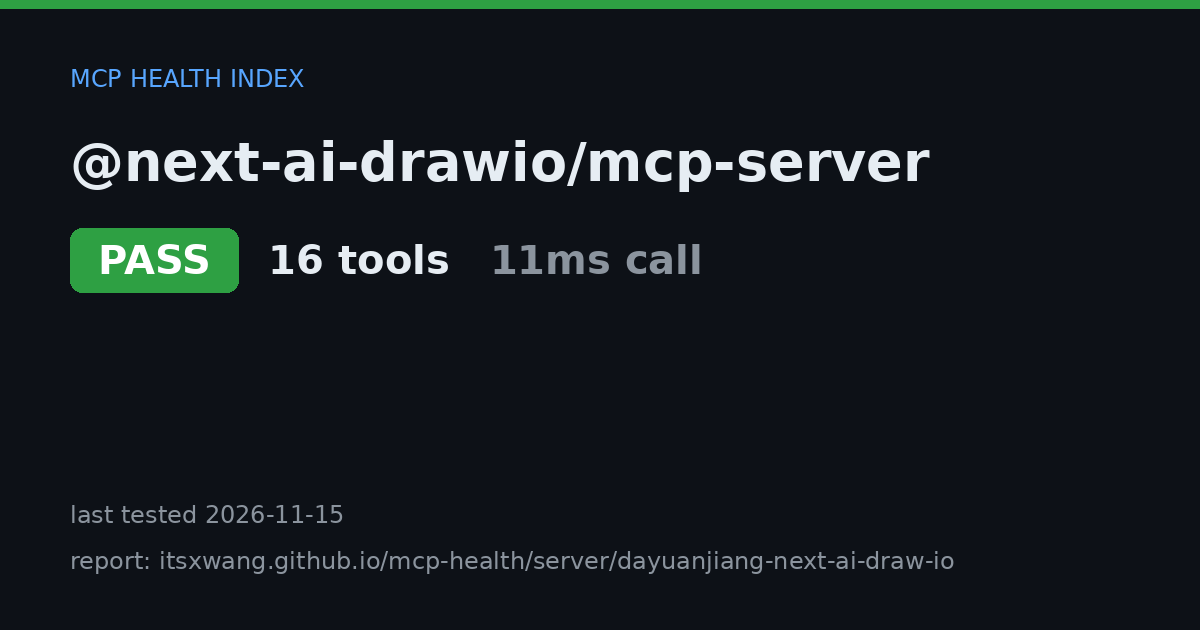 MCP HEALTH INDEX
@next-ai-drawio/mcp-server
PASS 16 tools 11ms call
last tested 2026-11-15
report: itsxwang.github.io/mcp-health/server/dayuanjiang-next-ai-draw-io